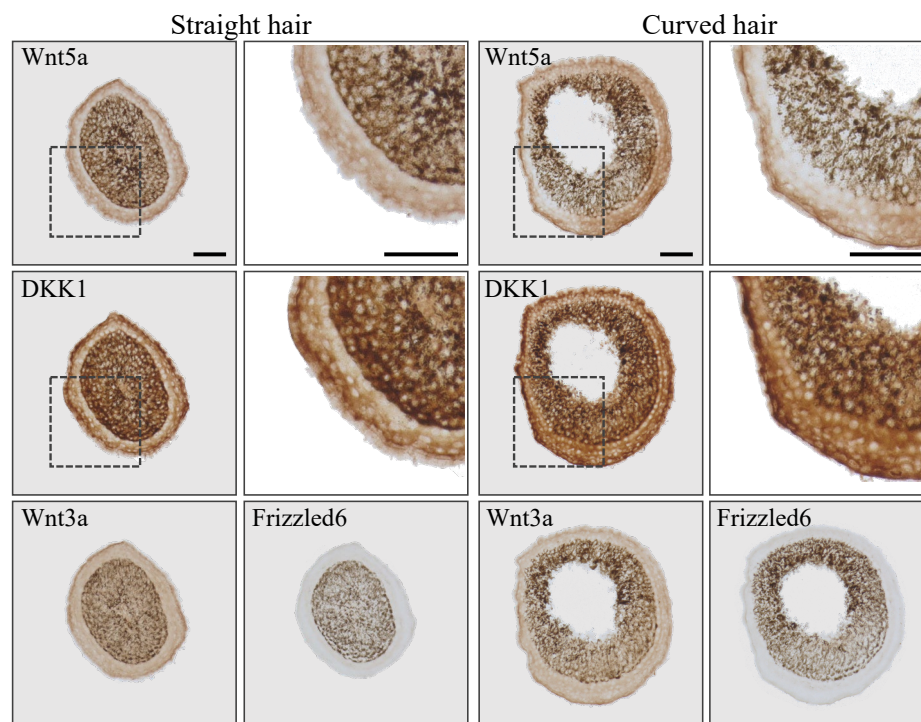 Straight hair
Curved hair
Wnt5a
Wnt5a
DKK1
DKK1
Wnt3a
Frizzled6
Wnt3a
Frizzled6